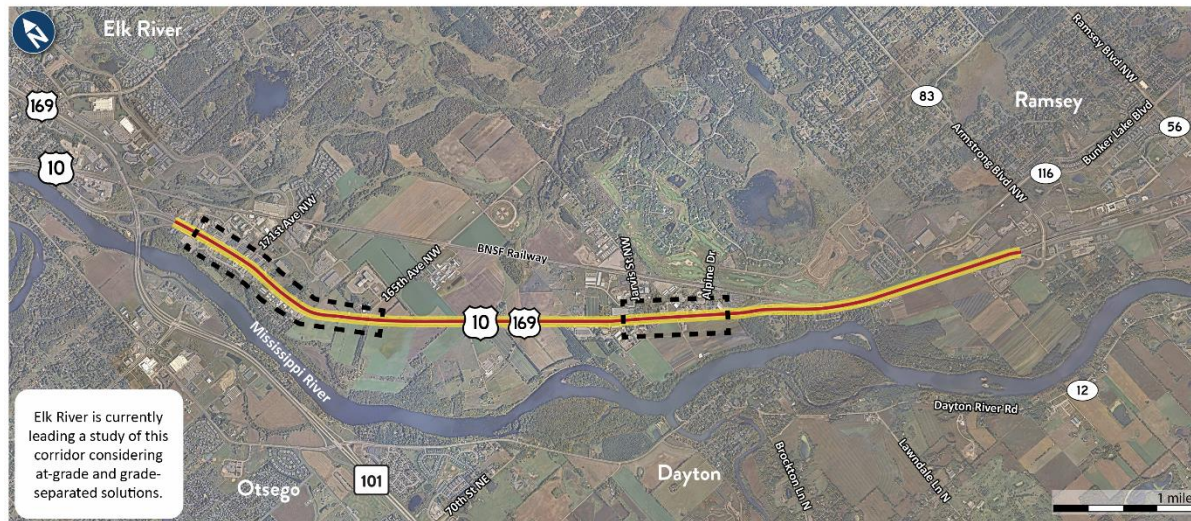 N
Elk River
169
10
171st Ave NW
165th Ave NW
BNSF Railway
10
169
Jarvis St NW
Alpine Dr
83
Armstrong Blvd NW
Ramsey
Ramsey Blvd NW
56
Bunker Lake Blvd
116
Mississippi River
Elk River is currently
leading a study of this
corridor considering
at-grade and grade-
separated solutions.
Otsego
101
70th St NE
Dayton
Brockton Ln N
Lawndale Ln N
Dayton River Rd
12
1 mile